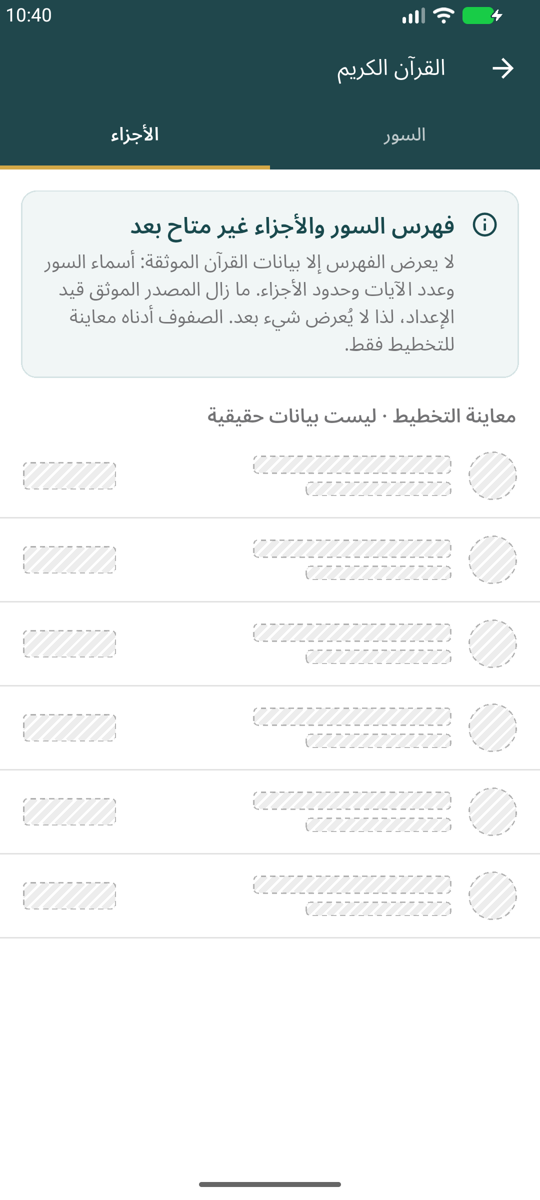 10:40
القرآن الكريم
السور
الأجزاء
فهرس السور والأجزاء غير متاح بعد
لا يعرض الفهرس إلا بيانات القرآن الموثقة: أسماء السور
وعدد الآيات وحدود الأجزاء. ما زال المصدر الموثق قيد
الإعداد، لذا لا يُعرض شيء بعد. الصفوف أدناه معاينة
للتخطيط فقط.
معاينة التخطيط · ليست بيانات حقيقية